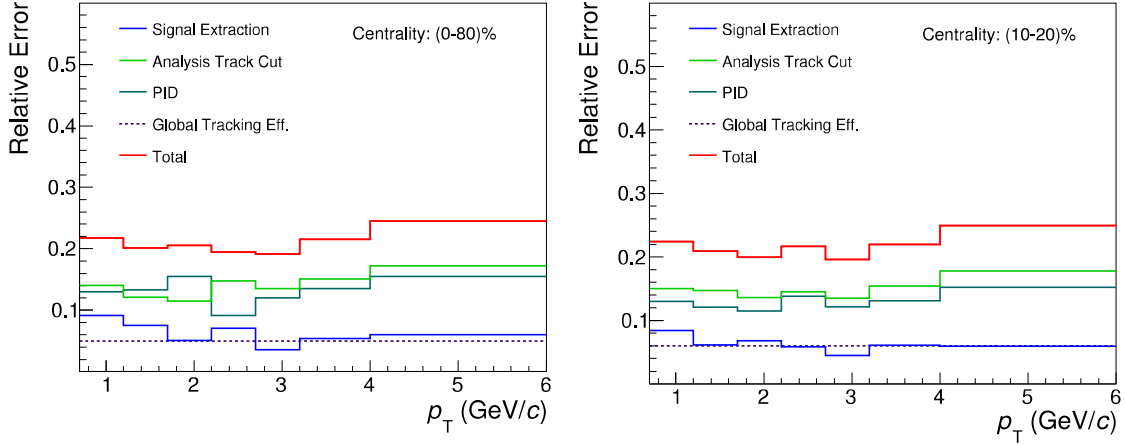 Relative Error
Signal Extraction
Analysis Track Cut
PID
Global Tracking Eff.
Total
Centrality: (0-80)%
0.5
0.4
0.3
0.2
0.1
1 2 3 4 5 6
p_T (GeV/c)
Relative Error
Signal Extraction
Analysis Track Cut
PID
Global Tracking Eff.
Total
Centrality: (10-20)%
0.5
0.4
0.3
0.2
0.1
1 2 3 4 5 6
p_T (GeV/c)